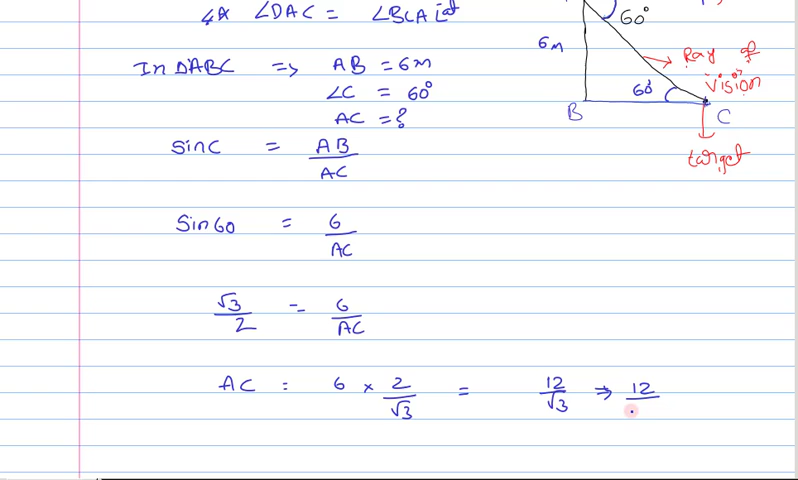 ∠DAC = ∠BCA
60°
In ΔABC => AB = 6m
6m
Ray of
vision
∠C = 60°
60°
AC = ?
B
C
target
sinC = AB/AC
Sin60 = 6/AC
√3/2 = 6/AC
AC = 6 × 2/√3 = 12/√3 ⇒ 12